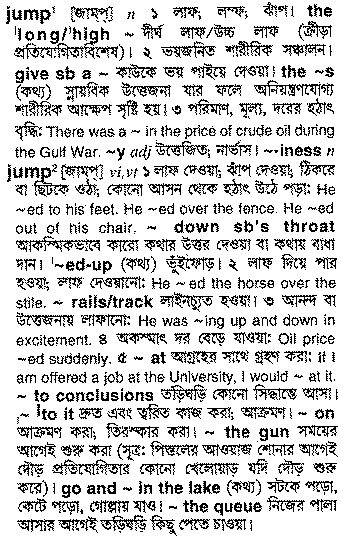 jump¹ [জাম্‌প্] n ১ লাফ; লম্ফ; ঝাঁপ। the
ˈlong/ˈhigh ~ দীর্ঘ লাফ/উচ্চ লাফ (ক্রীড়া
প্রতিযোগিতাবিশেষ)। ২ ভয়জনিত শারীরিক সঞ্চালন।
give sb a ~ কাউকে ভয় পাইয়ে দেওয়া। the ~s
(কথ্য) স্নায়বিক উত্তেজনা যার ফলে অনিয়ন্ত্রণযোগ্য
শারীরিক আক্ষেপ সৃষ্টি হয়। ৩ পরিমাণ, মূল্য, দরের হঠাৎ
বৃদ্ধি: There was a ~ in the price of crude oil during
the Gulf War. ~y adj উত্তেজিত; নার্ভাস। ~·iness n
jump² [জাম্‌প্] vi,vt ১ লাফ দেওয়া; ঝাঁপ দেওয়া; ঠিকরে
বা ছিটকে ওঠা; কোনো আসন থেকে হঠাৎ উঠে পড়া: He
~ed to his feet. He ~ed over the fence. He ~ed
out of his chair. ~ down sb's throat
আকস্মিকভাবে কারো কথার উত্তর দেওয়া বা কথায় বাধা
দান। ˈ~ed-up (কথ্য) ভুঁইফোড়। ২ লাফ দিয়ে পার
হওয়া; লাফ দেওয়ানো: He ~ed the horse over the
stile. ~ rails/track লাইনচ্যুত হওয়া। ৩ আনন্দ বা
উত্তেজনায় লাফানো: He was ~ing up and down in
excitement. ৪ অকস্মাৎ দর বেড়ে যাওয়া: Oil price
~ed suddenly. ৫ ~ at আগ্রহের সাথে গ্রহণ করা: if I
am offered a job at the University, I would ~ at it.
~ to conclusions তড়িঘড়ি কোনো সিদ্ধান্তে আসা।
~ ˈto it দ্রুত এবং ত্বরিত কাজ করা; আক্রমণ। ~ on
আক্রমণ করা; তিরস্কার করা। ~ the gun সময়ের
আগেই শুরু করা (সূত্র: পিস্তলের আওয়াজ শোনার আগেই
দৌড় প্রতিযোগিতার কোনো খেলোয়াড় যদি দৌড় শুরু
করে)। go and ~ in the lake (কথ্য) সটকে পড়ো,
কেটে পড়ো, গোল্লায় যাও। ~ the queue নিজের পালা
আসার আগেই তড়িঘড়ি কিছু পেতে চাওয়া।